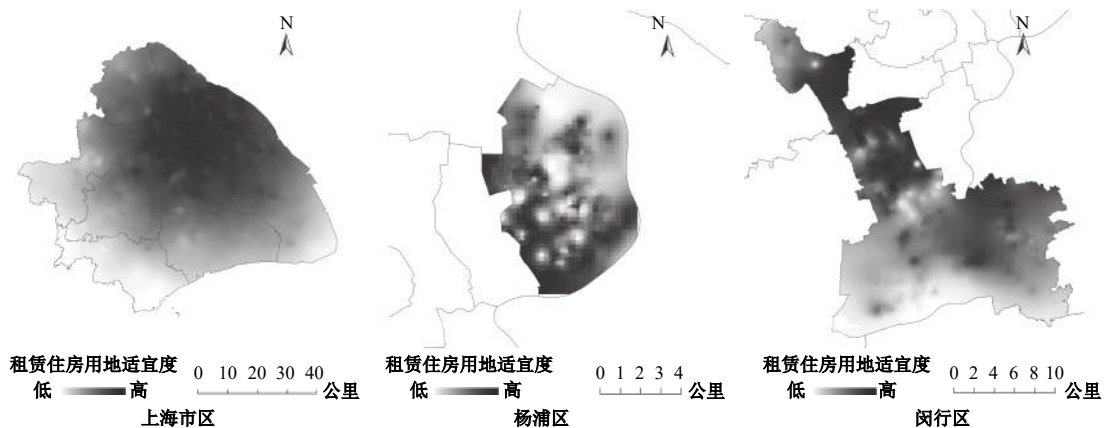 N
N
N
租赁住房用地适宜度
低 高
0 10 20 30 40 公里
上海市区
租赁住房用地适宜度
低 高
0 1 2 3 4 公里
杨浦区
租赁住房用地适宜度
低 高
0 2 4 6 8 10 公里
闵行区